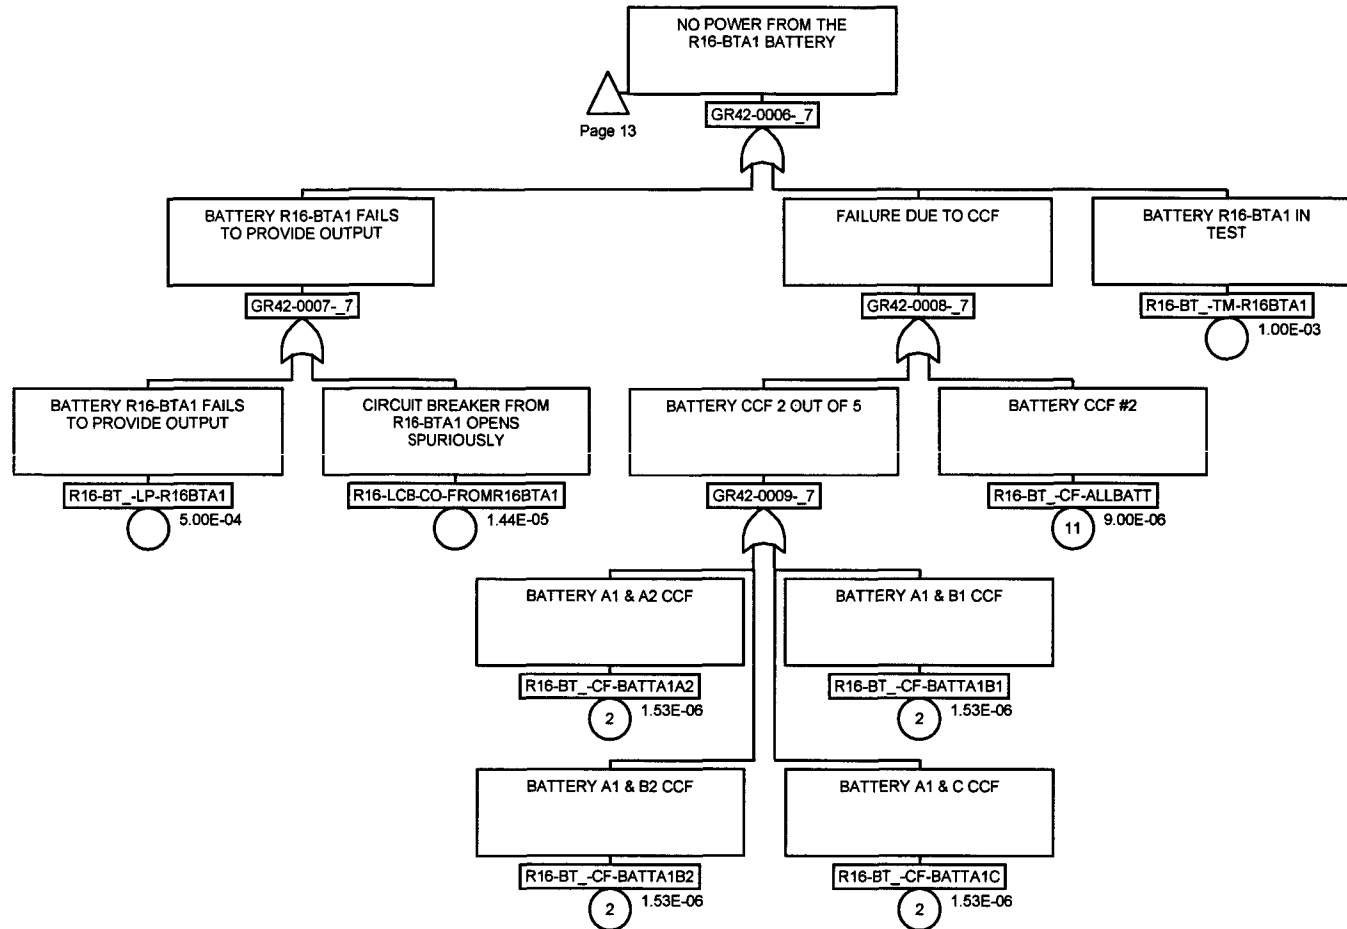 NO POWER FROM THE
R16-BTA1 BATTERY
Page 13
GR42-0006-_7
BATTERY R16-BTA1 FAILS
TO PROVIDE OUTPUT
GR42-0007-_7
FAILURE DUE TO CCF
GR42-0008-_7
BATTERY R16-BTA1 IN
TEST
R16-BT_-TM-R16BTA1
1.00E-03
BATTERY R16-BTA1 FAILS
TO PROVIDE OUTPUT
R16-BT_-LP-R16BTA1
5.00E-04
CIRCUIT BREAKER FROM
R16-BTA1 OPENS
SPURIOUSLY
R16-LCB-CO-FROMR16BTA1
1.44E-05
BATTERY CCF 2 OUT OF 5
GR42-0009-_7
BATTERY CCF #2
R16-BT_-CF-ALLBATT
11
9.00E-06
BATTERY A1 & A2 CCF
R16-BT_-CF-BATTA1A2
2
1.53E-06
BATTERY A1 & B1 CCF
R16-BT_-CF-BATTA1B1
2
1.53E-06
BATTERY A1 & B2 CCF
R16-BT_-CF-BATTA1B2
2
1.53E-06
BATTERY A1 & C CCF
R16-BT_-CF-BATTA1C
2
1.53E-06